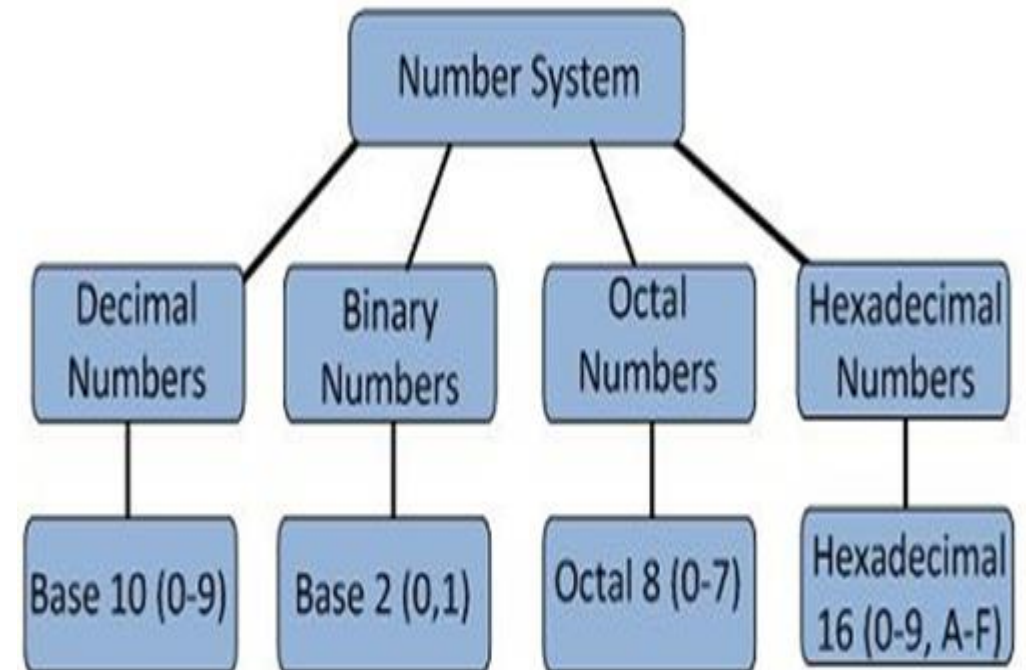 Number System
Decimal
Numbers
Binary
Numbers
Octal
Numbers
Hexadecimal
Numbers
Base 10 (0-9)
Base 2 (0,1)
Octal 8 (0-7)
Hexadecimal
16 (0-9, A-F)